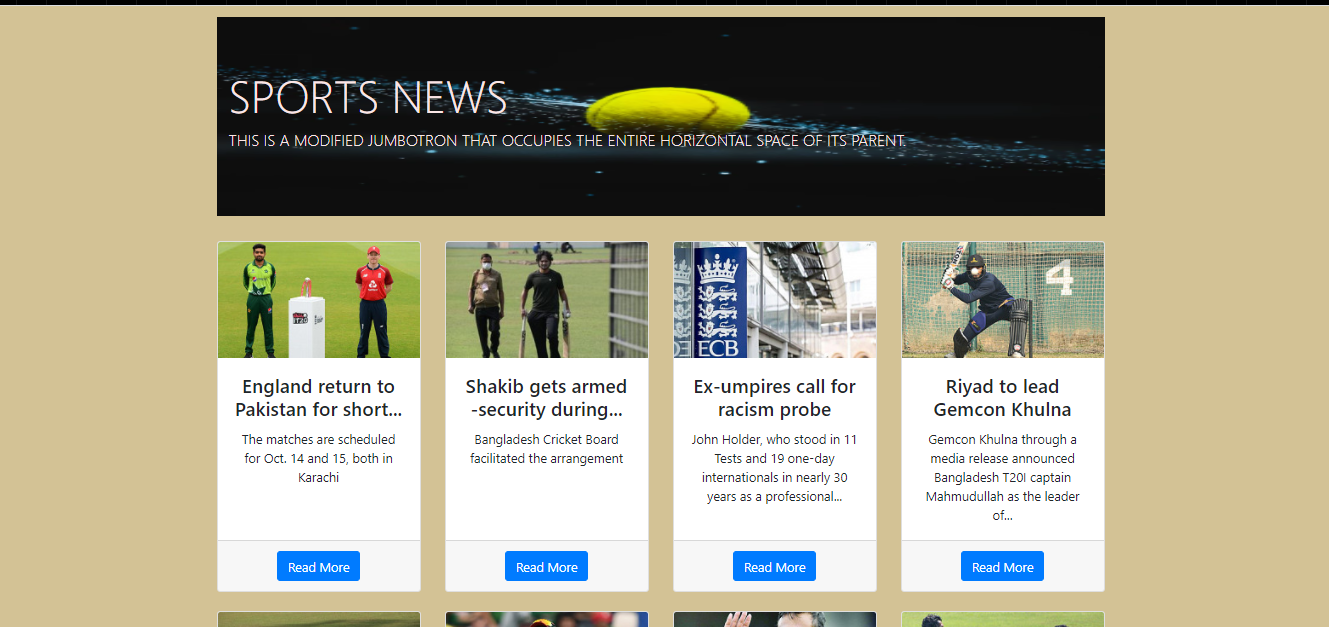 SPORTS NEWS
THIS IS A MODIFIED JUMBOTRON THAT OCCUPIES THE ENTIRE HORIZONTAL SPACE OF ITS PARENT.
ECB
4
England return to
Pakistan for short...
The matches are scheduled
for Oct. 14 and 15, both in
Karachi
Read More
Shakib gets armed
-security during...
Bangladesh Cricket Board
facilitated the arrangement
Read More
Ex-umpires call for
racism probe
John Holder, who stood in 11
Tests and 19 one-day
internationals in nearly 30
years as a professional...
Read More
Riyad to lead
Gemcon Khulna
Gemcon Khulna through a
media release announced
Bangladesh T20I captain
Mahmudullah as the leader
of...
Read More